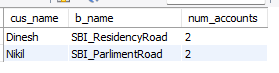 cus_name b_name num_accounts
Dinesh SBI_ResidencyRoad 2
Nikil SBI_ParlimentRoad 2